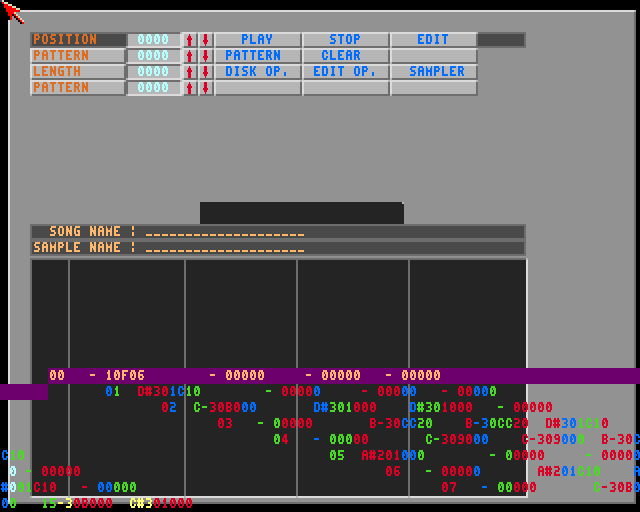 POSITION 0000 PLAY STOP EDIT
PATTERN 0000 PATTERN CLEAR
LENGTH 0000 DISK OP. EDIT OP. SAMPLER
PATTERN 0000
SONG NAME : ____________________
SAMPLE NAME : ____________________
00 - 10F06 - 00000 - 00000 - 00000
01 D#301C10 - 00000 - 00000 - 00000
02 C-30B000 D#301000 D#301000 - 00000
03 - 00000 B-30CC20 B-30CC20 D#301C10
04 - 00000 C-309000 C-309000 B-30C
C10 05 A#201000 - 00000 - 0
0 - 00000 06 - 00000 A#201C10 A
#001C10 - 00000 07 - 00000 C-30B
00 15-30B000 C#301000